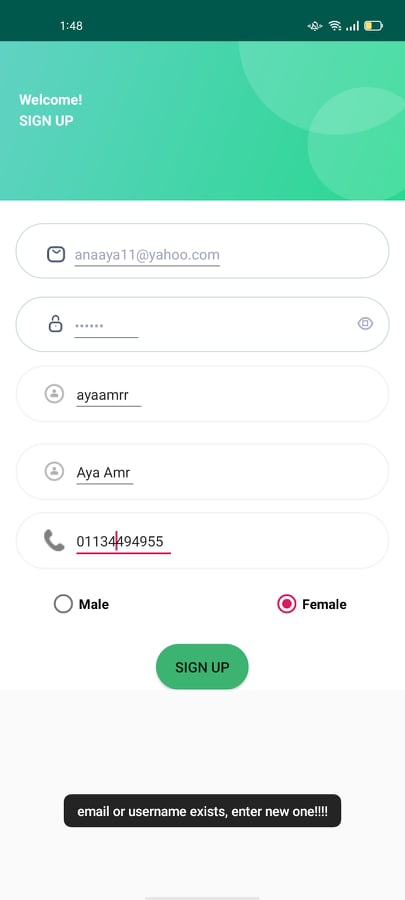 1:48
Welcome!
SIGN UP
anaaya11@yahoo.com
••••••
ayaamrr
Aya Amr
01134494955
Male
Female
SIGN UP
email or username exists, enter new one!!!!